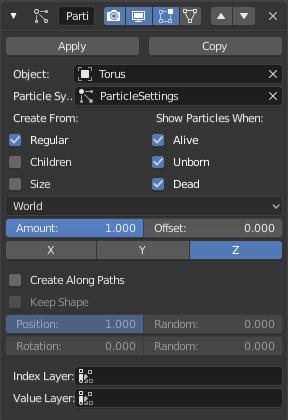 Parti
Apply Copy
Object: Torus
Particle Sy.. ParticleSettings
Create From: Show Particles When:
Regular Alive
Children Unborn
Size Dead
World
Amount: 1.000 Offset: 0.000
X Y Z
Create Along Paths
Keep Shape
Position: 1.000 Random: 0.000
Rotation: 0.000 Random: 0.000
Index Layer:
Value Layer: